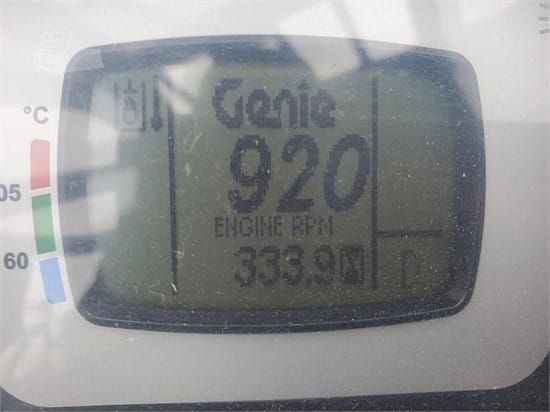 Genie
°C
920
05
ENGINE RPM
60
333.9
D